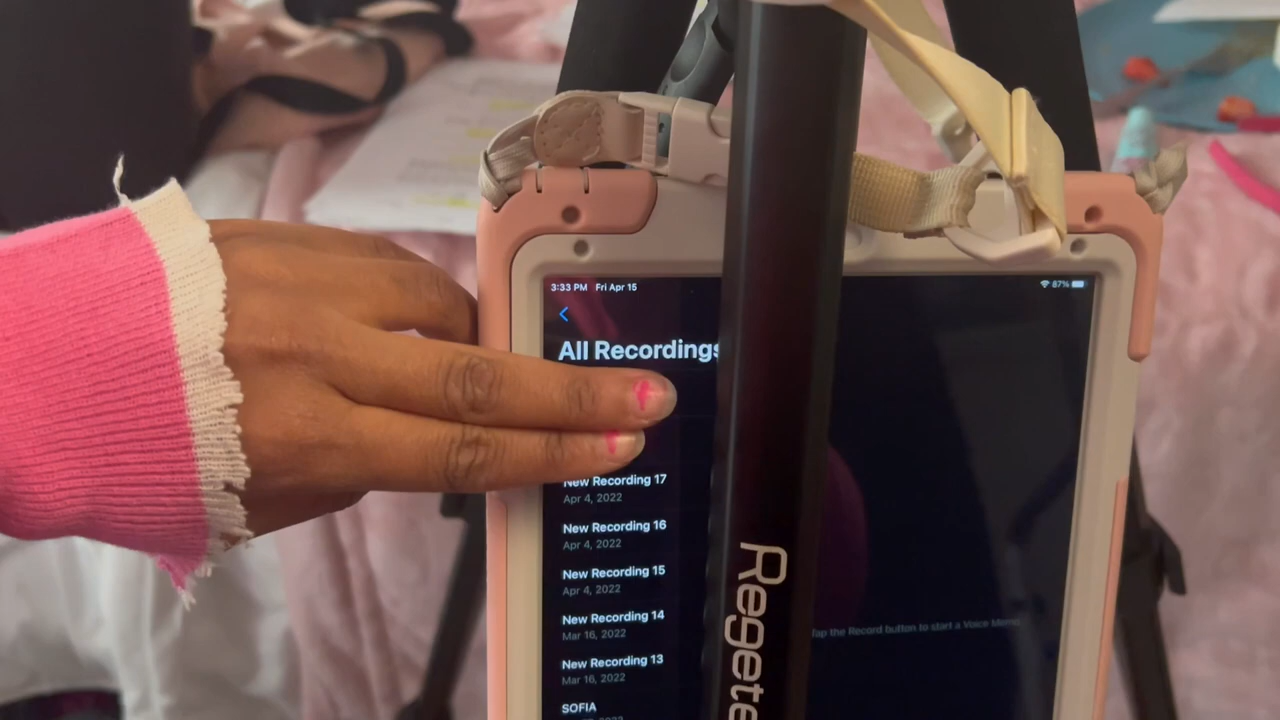 3:33 PM Fri Apr 15
87%
All Recordings
New Recording 17
Apr 4, 2022
New Recording 16
Apr 4, 2022
New Recording 15
Apr 4, 2022
New Recording 14
Mar 16, 2022
New Recording 13
Mar 16, 2022
SOFIA
Tap the Record button to start a Voice Memo.
Regete